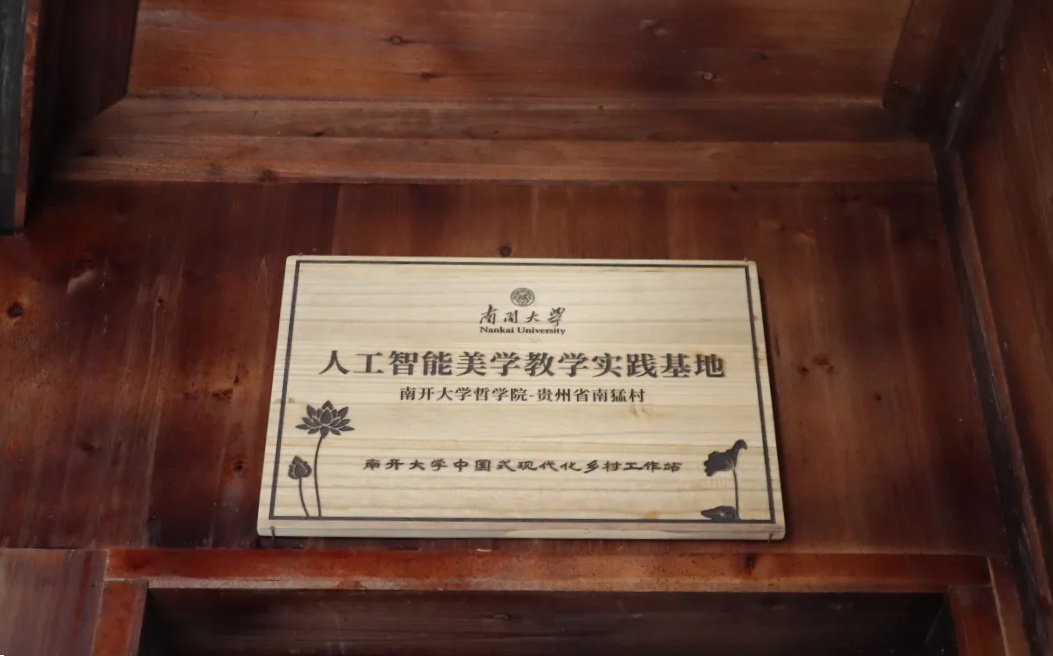 南開大學
Nankai University
人工智能美学教学实践基地
南开大学哲学院-贵州省南猛村
南开大学中国式现代化乡村工作站